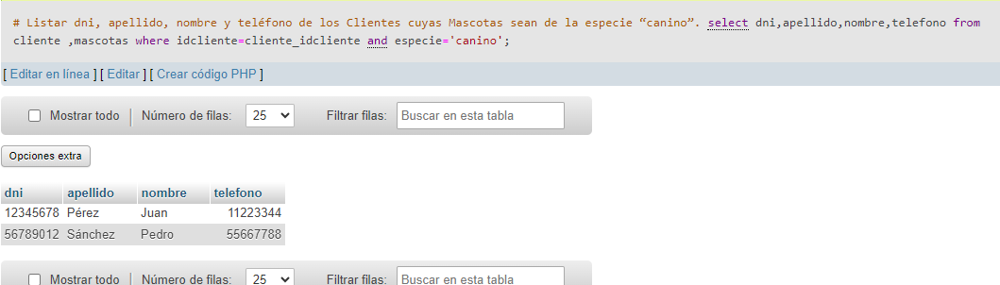 # Listar dni, apellido, nombre y teléfono de los Clientes cuyas Mascotas sean de la especie “canino”. select dni,apellido,nombre,telefono from
cliente ,mascotas where idcliente=cliente_idcliente and especie='canino';
[ Editar en línea ] [ Editar ] [ Crear código PHP ]
Mostrar todo | Número de filas: 25 Filtrar filas: Buscar en esta tabla
Opciones extra
dni apellido nombre telefono
12345678 Pérez Juan 11223344
56789012 Sánchez Pedro 55667788
Mostrar todo | Número de filas: 25 Filtrar filas: Buscar en esta tabla